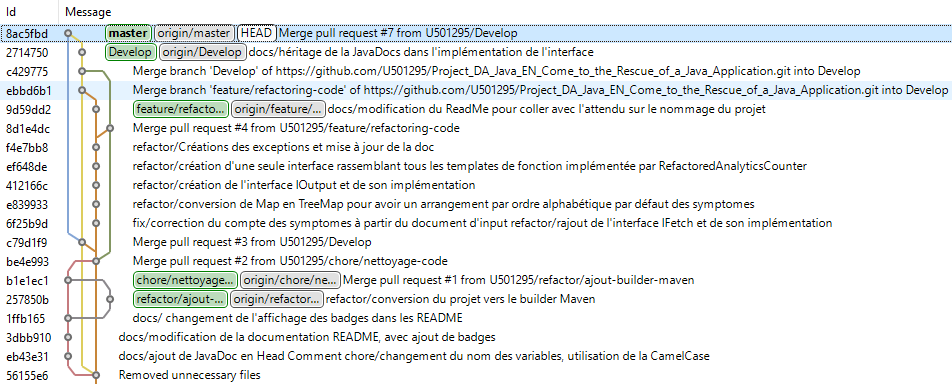 Id Message
8ac5fbd master origin/master HEAD Merge pull request #7 from U501295/Develop
2714750 Develop origin/Develop docs/héritage de la JavaDocs dans l'implémentation de l'interface
c429775 Merge branch 'Develop' of https://github.com/U501295/Project_DA_Java_EN_Come_to_the_Rescue_of_a_Java_Application.git into Develop
ebbd6b1 Merge branch 'feature/refactoring-code' of https://github.com/U501295/Project_DA_Java_EN_Come_to_the_Rescue_of_a_Java_Application.git into Develop
9d59dd2 feature/refacto... origin/feature/... docs/modification du ReadMe pour coller avec l'attendu sur le nommage du projet
8d1e4dc Merge pull request #4 from U501295/feature/refactoring-code
f4e7bb8 refactor/Créations des exceptions et mise à jour de la doc
ef648de refactor/création d'une seule interface rassemblant tous les templates de fonction implémentée par RefactoredAnalyticsCounter
412166c refactor/création de l'interface IOutput et de son implémentation
e839933 refactor/conversion de Map en TreeMap pour avoir un arrangement par ordre alphabétique par défaut des symptomes
6f25b9d fix/correction du compte des symptomes à partir du document d'input refactor/rajout de l'interface IFetch et de son implémentation
c79d1f9 Merge pull request #3 from U501295/Develop
be4e993 Merge pull request #2 from U501295/chore/nettoyage-code
b1e1ec1 chore/nettoyage... origin/chore/ne... Merge pull request #1 from U501295/refactor/ajout-builder-maven
257850b refactor/ajout-... origin/refactor... refactor/conversion du projet vers le builder Maven
1ffb165 docs/ changement de l'affichage des badges dans les README
3dbb910 docs/modification de la documentation README, avec ajout de badges
eb43e31 docs/ajout de JavaDoc en Head Comment chore/changement du nom des variables, utilisation de la CamelCase
56155e6 Removed unnecessary files